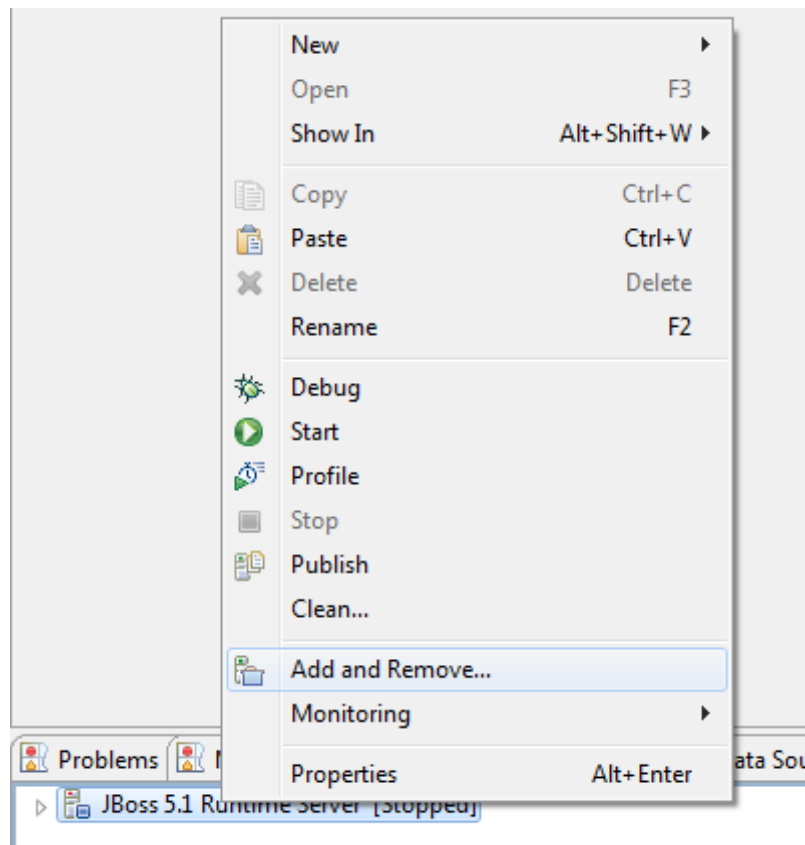 New
Open F3
Show In Alt+Shift+W
Copy Ctrl+C
Paste Ctrl+V
Delete Delete
Rename F2
Debug
Start
Profile
Stop
Publish
Clean...
Add and Remove...
Monitoring
Properties Alt+Enter
Problems ata Sou
JBoss 5.1 Runtime Server [Stopped]